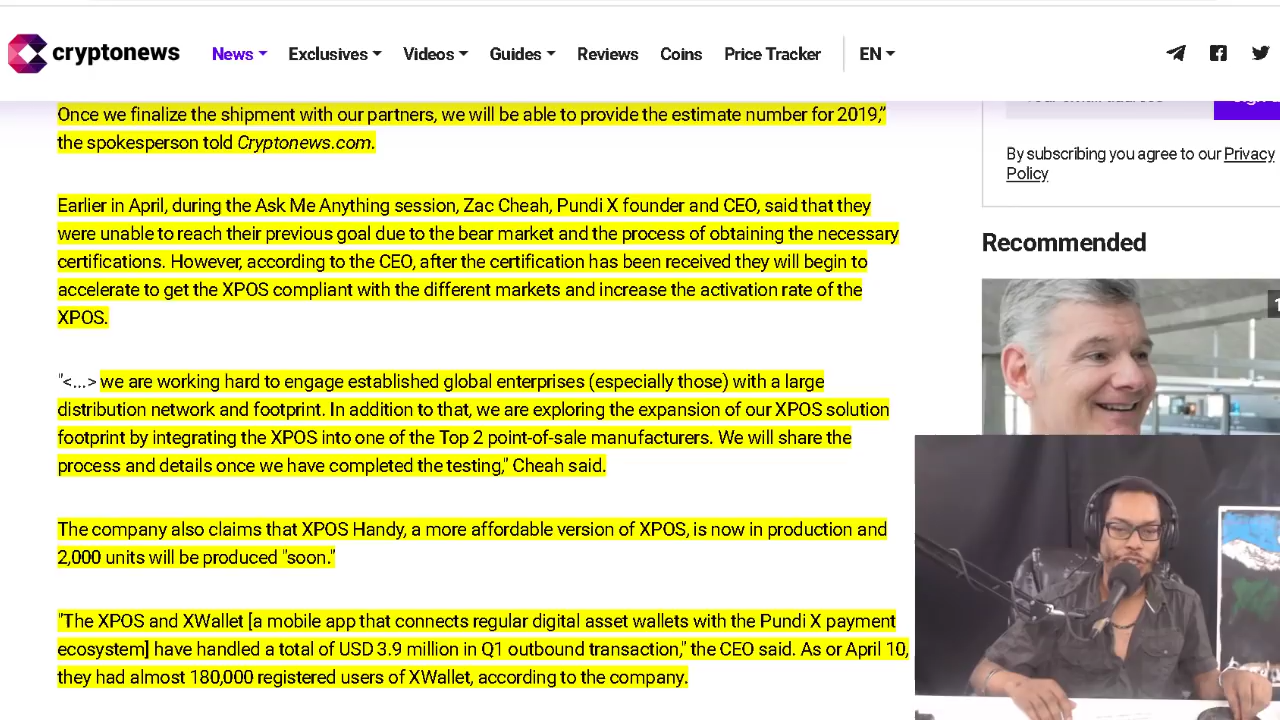 cryptonews News Exclusives Videos Guides Reviews Coins Price Tracker EN
Once we finalize the shipment with our partners, we will be able to provide the estimate number for 2019,”
the spokesperson told Cryptonews.com.
Earlier in April, during the Ask Me Anything session, Zac Cheah, Pundi X founder and CEO, said that they
were unable to reach their previous goal due to the bear market and the process of obtaining the necessary
certifications. However, according to the CEO, after the certification has been received they will begin to
accelerate to get the XPOS compliant with the different markets and increase the activation rate of the
XPOS.
"<...> we are working hard to engage established global enterprises (especially those) with a large
distribution network and footprint. In addition to that, we are exploring the expansion of our XPOS solution
footprint by integrating the XPOS into one of the Top 2 point-of-sale manufacturers. We will share the
process and details once we have completed the testing," Cheah said.
The company also claims that XPOS Handy, a more affordable version of XPOS, is now in production and
2,000 units will be produced "soon."
"The XPOS and XWallet [a mobile app that connects regular digital asset wallets with the Pundi X payment
ecosystem] have handled a total of USD 3.9 million in Q1 outbound transaction," the CEO said. As or April 10,
they had almost 180,000 registered users of XWallet, according to the company.
By subscribing you agree to our Privacy
Policy
Recommended